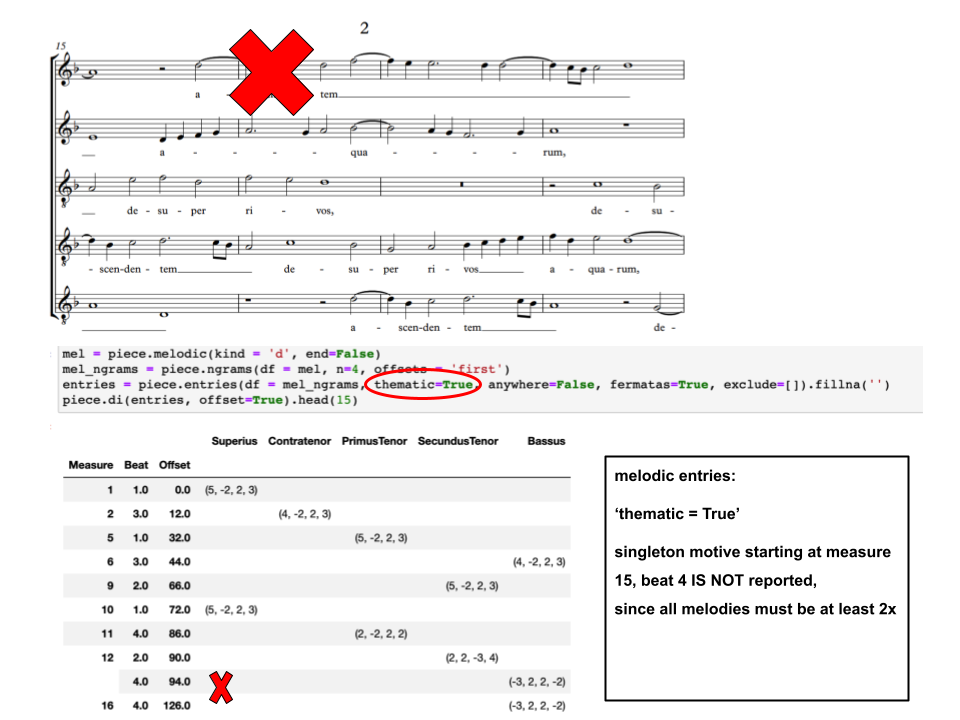 2
15
a - tem
a - - - - qua - - - rum,
de - su - per ri - vos, de - su -
- scen-den - tem de - su - per ri - vos a - qua - rum,
a - scen-den - tem de -
mel = piece.melodic(kind = 'd', end=False)
mel_ngrams = piece.ngrams(df = mel, n=4, offsets = 'first')
entries = piece.entries(df = mel_ngrams, thematic=True, anywhere=False, fermatas=True, exclude=[]).fillna('')
piece.di(entries, offset=True).head(15)
Superius Contratenor PrimusTenor SecundusTenor Bassus
Measure Beat Offset
1 1.0 0.0 (5, -2, 2, 3)
2 3.0 12.0 (4, -2, 2, 3)
5 1.0 32.0 (5, -2, 2, 3)
6 3.0 44.0 (4, -2, 2, 3)
9 2.0 66.0 (5, -2, 2, 3)
10 1.0 72.0 (5, -2, 2, 3)
11 4.0 86.0 (2, -2, 2, 2)
12 2.0 90.0 (2, 2, -3, 4)
4.0 94.0 (-3, 2, 2, -2)
16 4.0 126.0 (-3, 2, 2, -2)
melodic entries:
‘thematic = True’
singleton motive starting at measure
15, beat 4 IS NOT reported,
since all melodies must be at least 2x